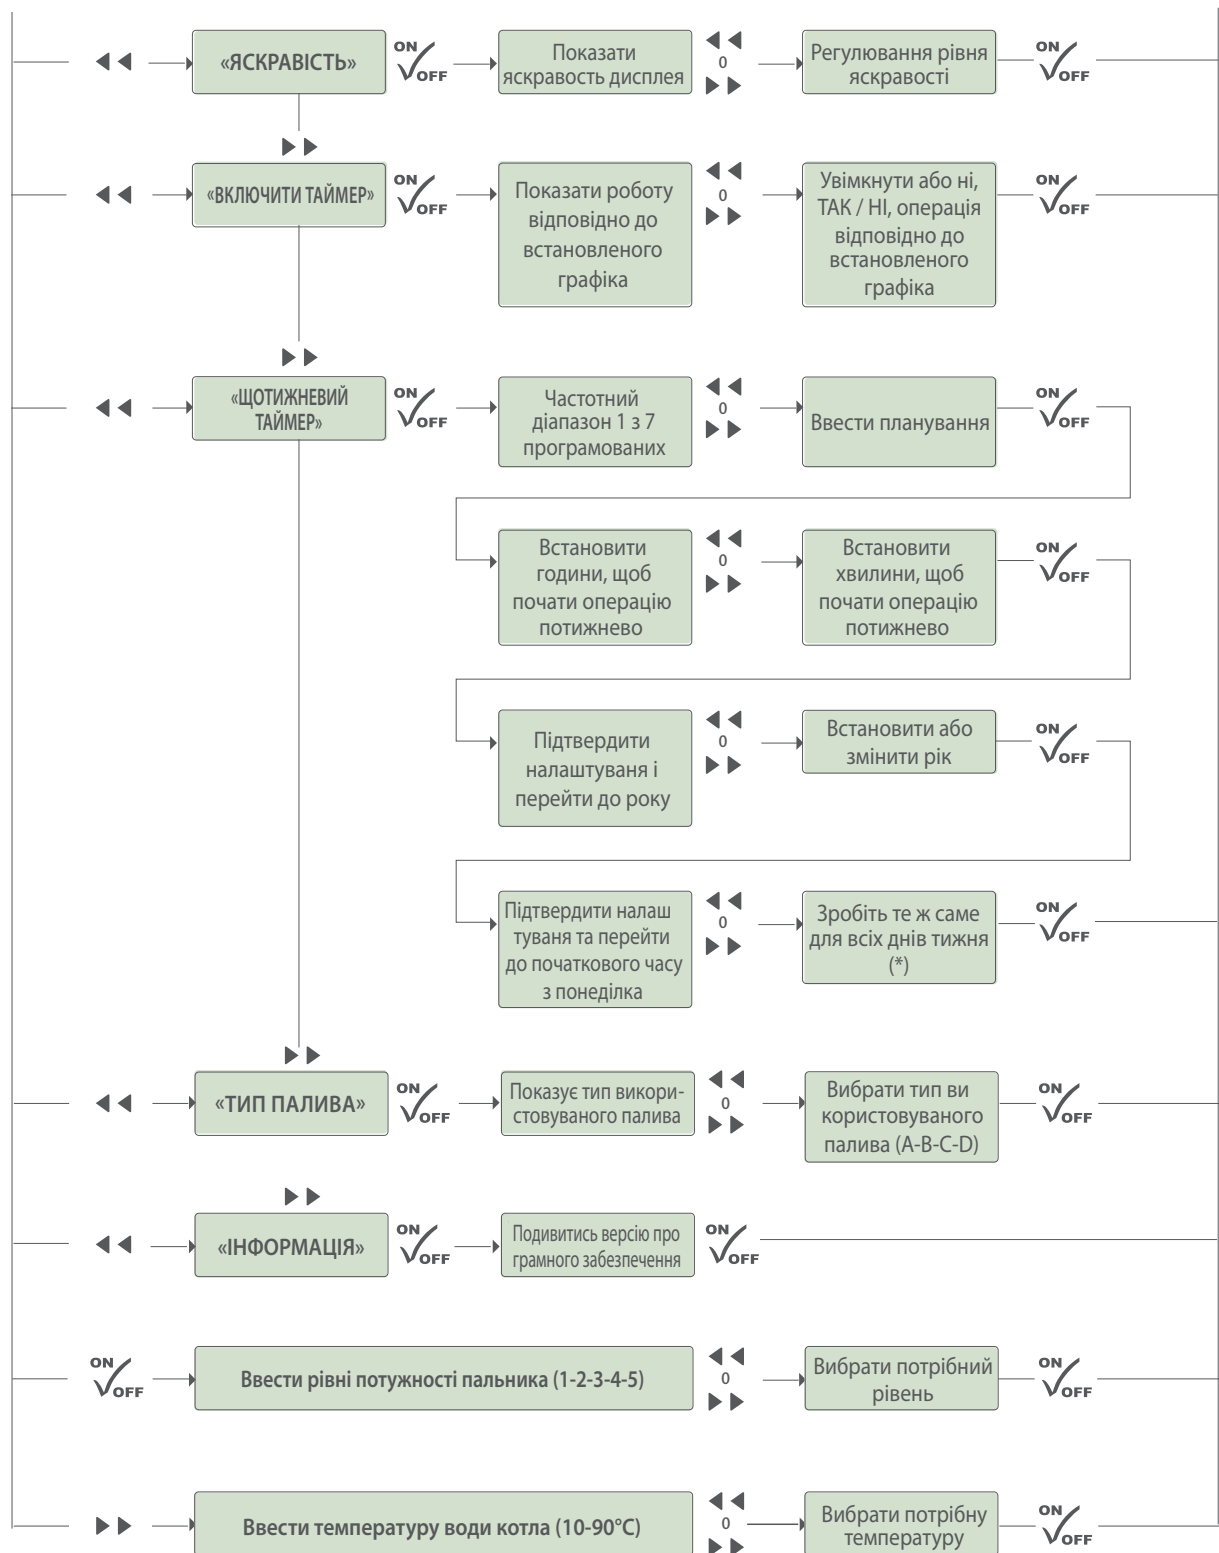 «ЯСКРАВІСТЬ»
ON
OFF
Показати
яскравость дисплея
0
Регулювання рівня
яскравості
ON
OFF
«ВКЛЮЧИТИ ТАЙМЕР»
ON
OFF
Показати роботу
відповідно до
встановленого
графіка
0
Увімкнути або ні,
ТАК / НІ, операція
відповідно до
встановленого
графіка
ON
OFF
«ЩОТИЖНЕВИЙ
ТАЙМЕР»
ON
OFF
Частотний
діапазон 1 з 7
програмованих
0
Ввести планування
ON
OFF
Встановити
години, щоб
почати операцію
потижнево
0
Встановити
хвилини, щоб
почати операцію
потижнево
ON
OFF
Підтвердити
налаштуваня і
перейти до року
0
Встановити або
змінити рік
ON
OFF
Підтвердити налаш
туваня та перейти
до початкового часу
з понеділка
0
Зробіть те ж саме
для всіх днів тижня
(*)
ON
OFF
«ТИП ПАЛИВА»
ON
OFF
Показує тип викори-
стовуваного палива
0
Вибрати тип ви
користовуваного
палива (A-B-C-D)
ON
OFF
«ІНФОРМАЦІЯ»
ON
OFF
Подивитись версію про
грамного забезпечення
ON
OFF
ON
OFF
Ввести рівні потужності пальника (1-2-3-4-5)
0
Вибрати потрібний
рівень
ON
OFF
Ввести температуру води котла (10-90°C)
0
Вибрати потрібну
температуру
ON
OFF